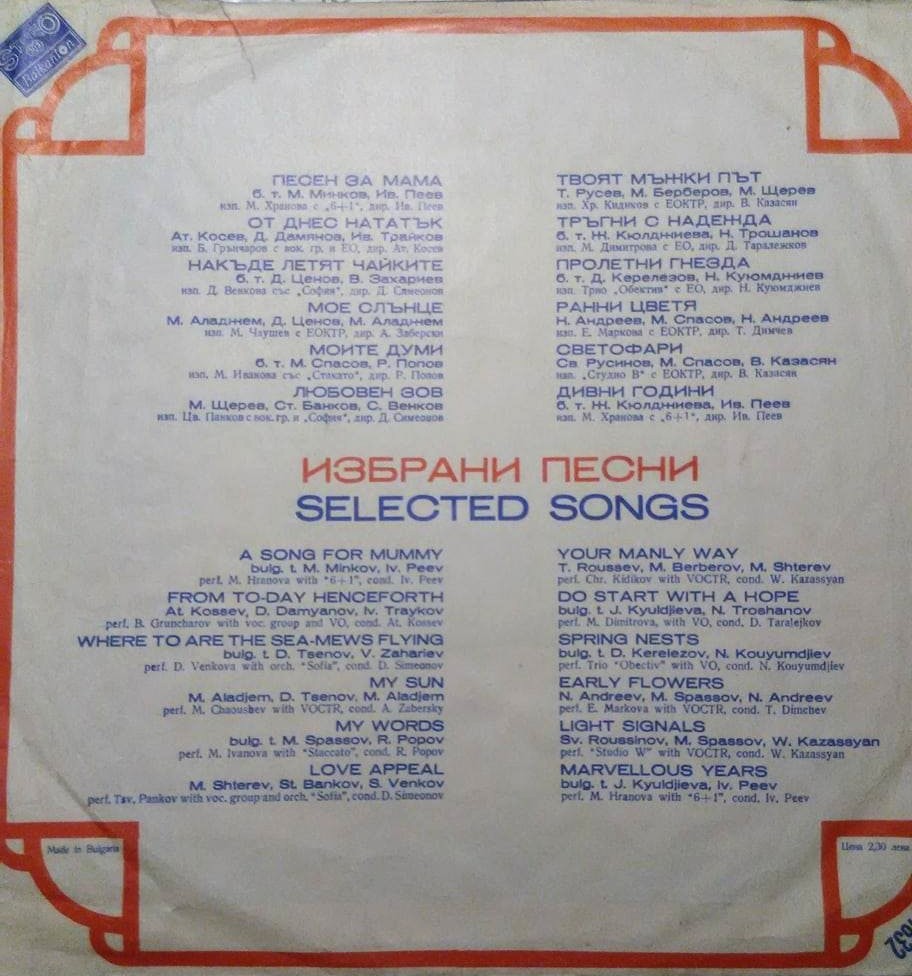 STEREO
Balkanton
ПЕСЕН ЗА МАМА
б. т. М. Минков, Ив. Пеев
изп. М. Хранова с „6+1“, дир. Ив. Пеев
ОТ ДНЕС НАТАТЪК
Ат. Косев, Д. Дамянов, Ив. Трайков
изп. Б. Грънчаров с вок. гр. и ЕО, дир. Ат. Косев
НАКЪДЕ ЛЕТЯТ ЧАЙКИТЕ
б. т. Д. Ценов, В. Захариев
изп. Д. Венкова със „София“, дир. Д. Симеонов
МОЕ СЛЪНЦЕ
М. Аладжем, Д. Ценов, М. Аладжем
изп. М. Чаушев с ЕОКТР, дир. А. Заберски
МОИТЕ ДУМИ
б. т. М. Спасов, Р. Попов
изп. М. Иванова със „Стакато“, дир. Р. Попов
ЛЮБОВЕН ЗОВ
М. Щерев, Ст. Банков, С. Венков
изп. Цв. Панков с вок. гр. и „София“, дир. Д. Симеонов
ТВОЯТ МЪЖКИ ПЪТ
Т. Русев, М. Берберов, М. Щерев
изп. Хр. Кидиков с ЕОКТР, дир. В. Казасян
ТРЪГНИ С НАДЕЖДА
б. т. Ж. Кюлджиева, Н. Трошанов
изп. М. Димитрова с ЕО, дир. Д. Таралежков
ПРОЛЕТНИ ГНЕЗДА
б. т. Д. Керелезов, Н. Куюмджиев
изп. Трио „Обектив“ с ЕО, дир. Н. Куюмджиев
РАННИ ЦВЕТЯ
Н. Андреев, М. Спасов, Н. Андреев
изп. Е. Маркова с ЕОКТР, дир. Т. Димчев
СВЕТОФАРИ
Св. Русинов, М. Спасов, В. Казасян
изп. „Студио В“ с ЕОКТР, дир. В. Казасян
ДИВНИ ГОДИНИ
б. т. Ж. Кюлджиева, Ив. Пеев
изп. М. Хранова с „6+1“, дир. Ив. Пеев
ИЗБРАНИ ПЕСНИ
SELECTED SONGS
A SONG FOR MUMMY
bulg. t. M. Minkov, Iv. Peev
perf. M. Hranova with "6+1", cond. Iv. Peev
FROM TO-DAY HENCEFORTH
At. Kossev, D. Damyanov, Iv. Traykov
perf. B. Gruncharov with voc. group and VO, cond. At. Kossev
WHERE TO ARE THE SEA-MEWS FLYING
bulg. t. D. Tsenov, V. Zahariev
perf. D. Venkova with orch. "Sofia", cond. D. Simeonov
MY SUN
M. Aladjem, D. Tsenov, M. Aladjem
perf. M. Chaoushev with VOCTR, cond. A. Zabersky
MY WORDS
bulg. t. M. Spassov, R. Popov
perf. M. Ivanova with "Staccato", cond. R. Popov
LOVE APPEAL
M. Shterev, St. Bankov, S. Venkov
perf. Tsv. Pankov with voc. group and orch. "Sofia", cond. D. Simeonov
YOUR MANLY WAY
T. Roussev, M. Berberov, M. Shterev
perf. Chr. Kidikov with VOCTR, cond. W. Kazassyan
DO START WITH A HOPE
bulg. t. J. Kyuldjieva, N. Troshanov
perf. M. Dimitrova, with VO, cond. D. Taralejkov
SPRING NESTS
bulg. t. D. Kerelezov, N. Kouyumdjiev
perf. Trio "Obectiv" with VO, cond. N. Kouyumdjiev
EARLY FLOWERS
N. Andreev, M. Spassov, N. Andreev
perf. E. Markova with VOCTR, cond. T. Dimchev
LIGHT SIGNALS
Sv. Roussinov, M. Spassov, W. Kazassyan
perf. "Studio W" with VOCTR, cond. W. Kazassyan
MARVELLOUS YEARS
bulg. t. J. Kyuldjieva, Iv. Peev
perf. M. Hranova with "6+1", cond. Iv. Peev
Made in Bulgaria
Цена 2,30 лева